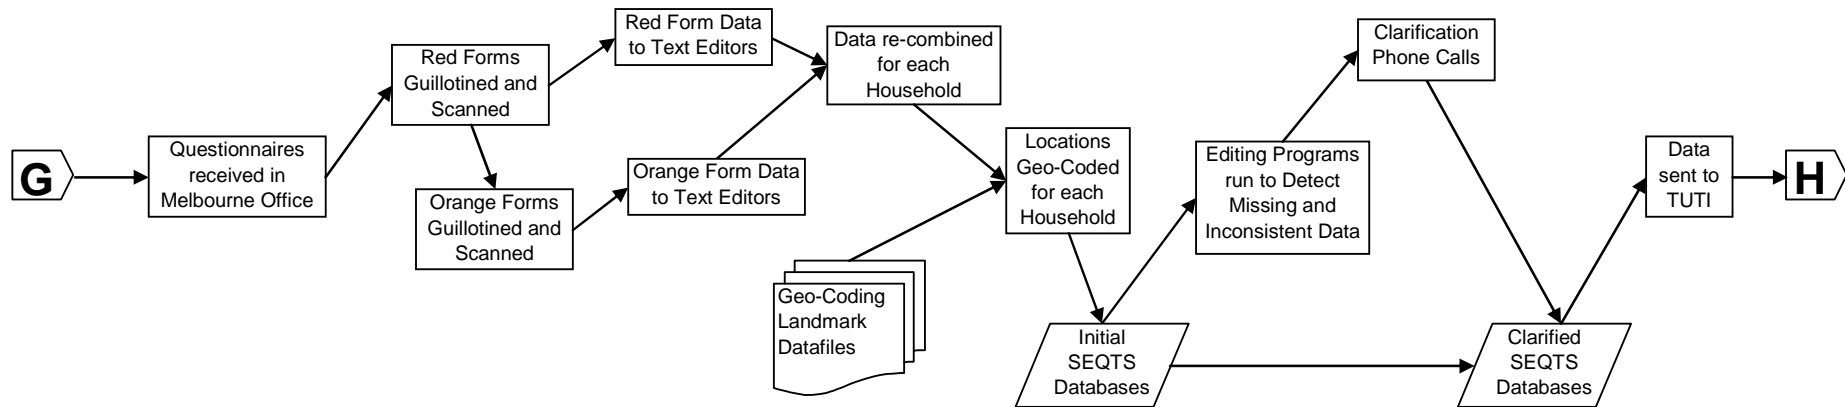 G
Questionnaires
received in
Melbourne Office
Red Forms
Guillotined and
Scanned
Orange Forms
Guillotined and
Scanned
Red Form Data
to Text Editors
Orange Form Data
to Text Editors
Data re-combined
for each
Household
Geo-Coding
Landmark
Datafiles
Locations
Geo-Coded
for each
Household
Initial
SEQTS
Databases
Editing Programs
run to Detect
Missing and
Inconsistent Data
Clarification
Phone Calls
Clarified
SEQTS
Databases
Data
sent to
TUTI
H